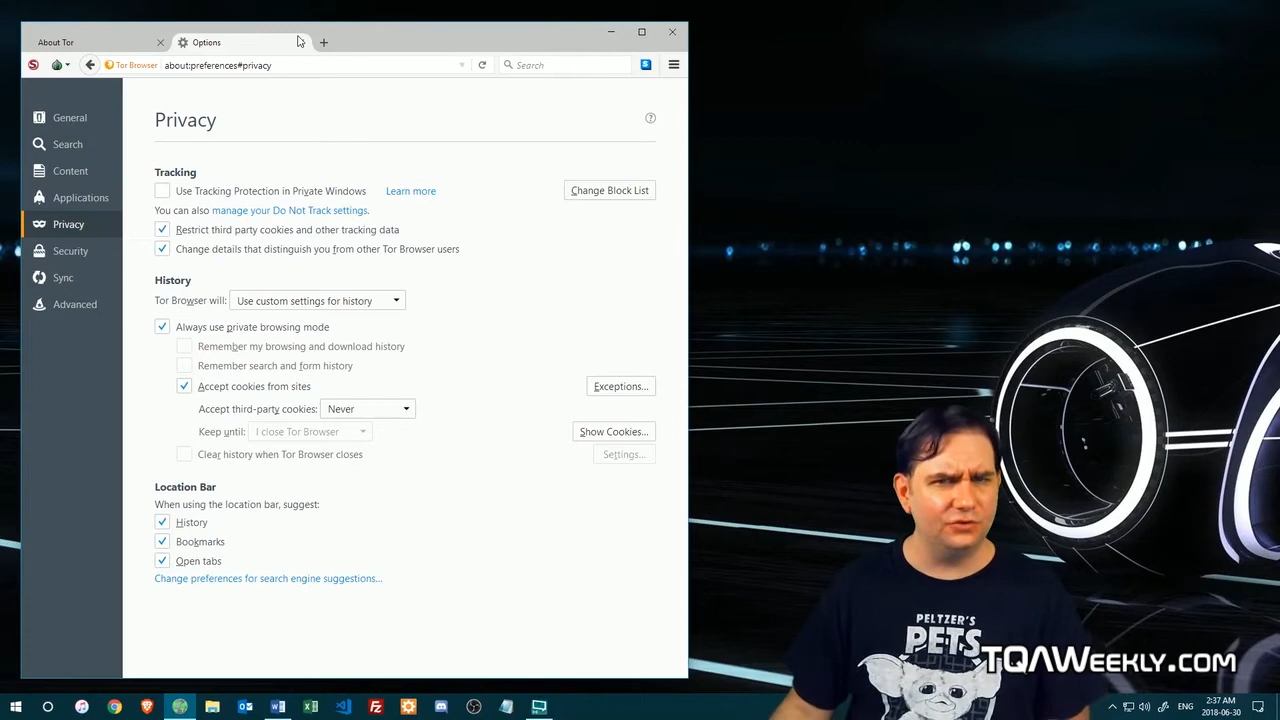 About Tor
Options
Tor Browser
about:preferences#privacy
Search
General
Search
Content
Applications
Privacy
Security
Sync
Advanced
Privacy
Tracking
Use Tracking Protection in Private Windows Learn more
Change Block List
You can also manage your Do Not Track settings.
Restrict third party cookies and other tracking data
Change details that distinguish you from other Tor Browser users
History
Tor Browser will: Use custom settings for history
Always use private browsing mode
Remember my browsing and download history
Remember search and form history
Accept cookies from sites
Exceptions...
Accept third-party cookies: Never
Keep until: I close Tor Browser
Show Cookies...
Clear history when Tor Browser closes
Settings...
Location Bar
When using the location bar, suggest:
History
Bookmarks
Open tabs
Change preferences for search engine suggestions...
PELTZER'S
PETS
TQAWEEKLY.COM
2:37 AM
2018-06-30